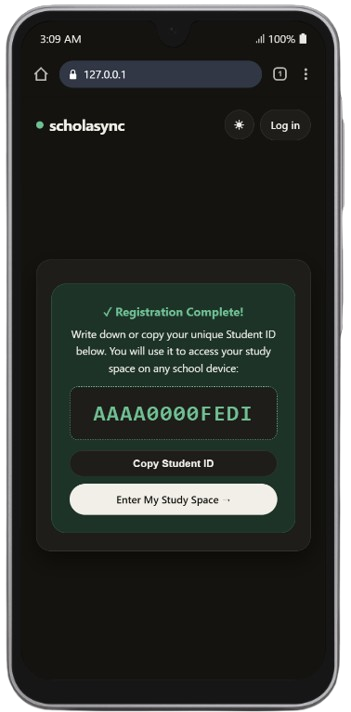 3:09 AM
100%
127.0.0.1
1
scholasync
Log in
✓ Registration Complete!
Write down or copy your unique Student ID
below. You will use it to access your study
space on any school device:
AAAA0000FEDI
Copy Student ID
Enter My Study Space →